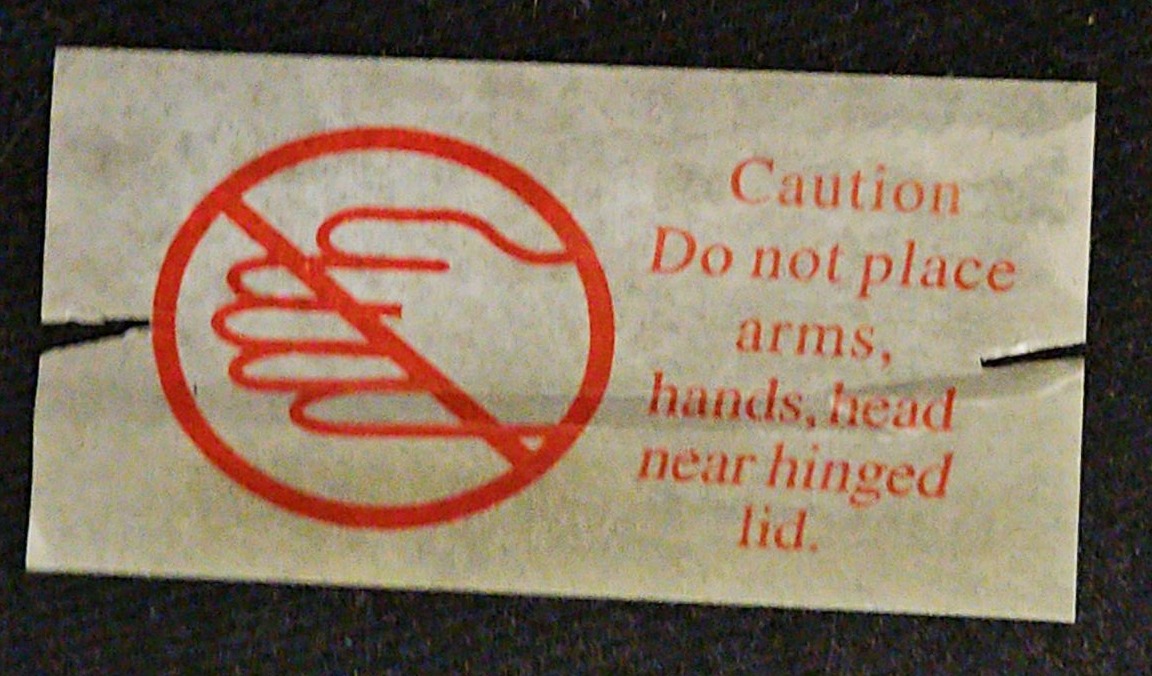 Caution
Do not place
arms,
hands, head
near hinged
lid.